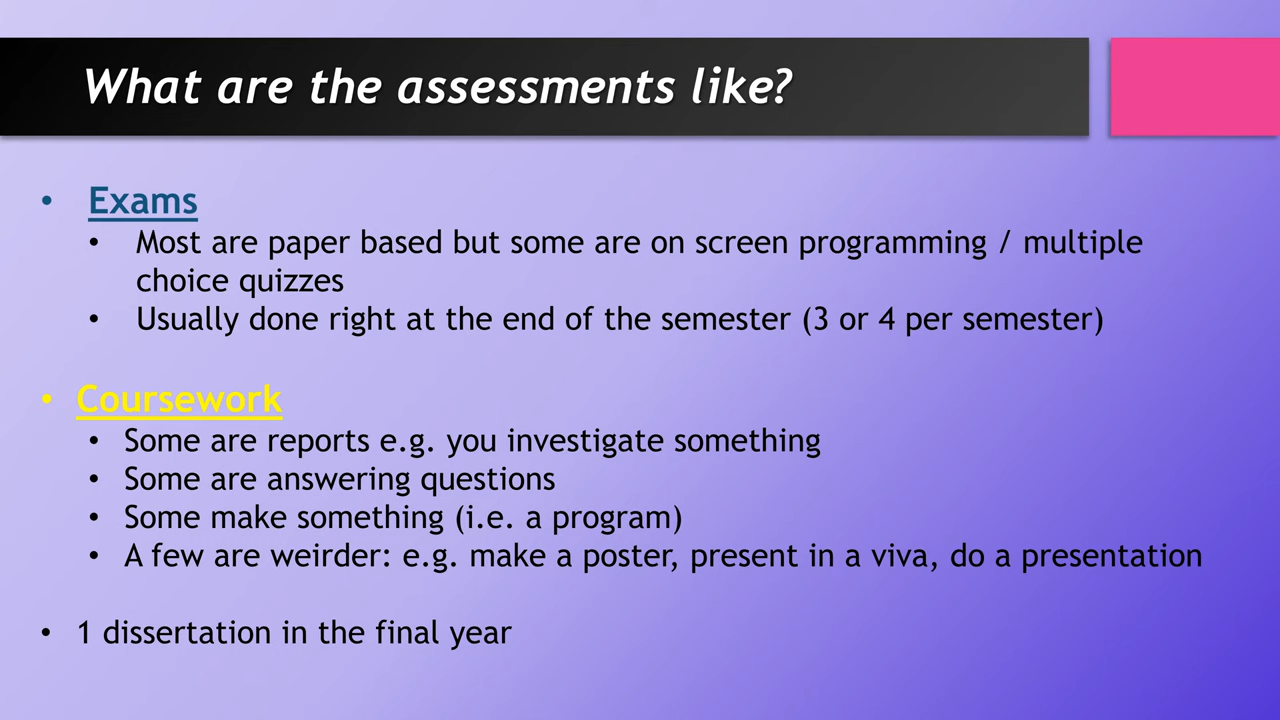 What are the assessments like?
• Exams
• Most are paper based but some are on screen programming / multiple
choice quizzes
• Usually done right at the end of the semester (3 or 4 per semester)
• Coursework
• Some are reports e.g. you investigate something
• Some are answering questions
• Some make something (i.e. a program)
• A few are weirder: e.g. make a poster, present in a viva, do a presentation
• 1 dissertation in the final year